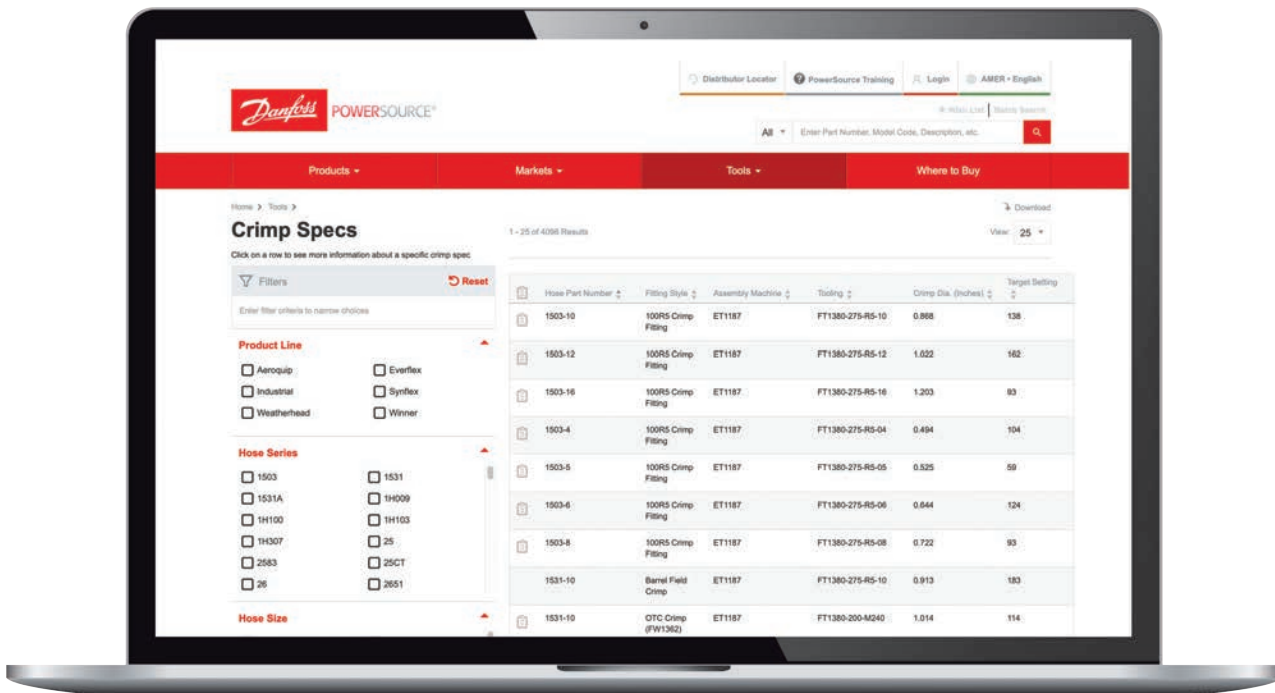 Distributor Locator
PowerSource Training
Login
AMER • English
Danfoss POWERSOURCE®
All
Enter Part Number, Model Code, Description, etc.
Products
Markets
Tools
Where to Buy
Home > Tools >
Download
Crimp Specs
1 - 25 of 4098 Results
View: 25
Click on a row to see more information about a specific crimp spec
Filters
Reset
Enter filter criteria to narrow choices
Product Line
Aeroquip Everflex
Industrial Synflex
Weatherhead Winner
Hose Series
1503 1531
1531A 1H009
1H100 1H103
1H307 25
2583 25CT
26 2651
Hose Size
Hose Part Number Fitting Style Assembly Machine Tooling Crimp Dia. (Inches) Target Setting
1503-10 100R5 Crimp Fitting ET1187 FT1380-275-R5-10 0.868 138
1503-12 100R5 Crimp Fitting ET1187 FT1380-275-R5-12 1.022 162
1503-16 100R5 Crimp Fitting ET1187 FT1380-275-R5-16 1.203 93
1503-4 100R5 Crimp Fitting ET1187 FT1380-275-R5-04 0.494 104
1503-5 100R5 Crimp Fitting ET1187 FT1380-275-R5-05 0.525 59
1503-6 100R5 Crimp Fitting ET1187 FT1380-275-R5-06 0.644 124
1503-8 100R5 Crimp Fitting ET1187 FT1380-275-R5-08 0.722 93
1531-10 Barrel Field Crimp ET1187 FT1380-275-R5-10 0.913 183
1531-10 OTC Crimp (FW1362) ET1187 FT1380-200-M240 1.014 114